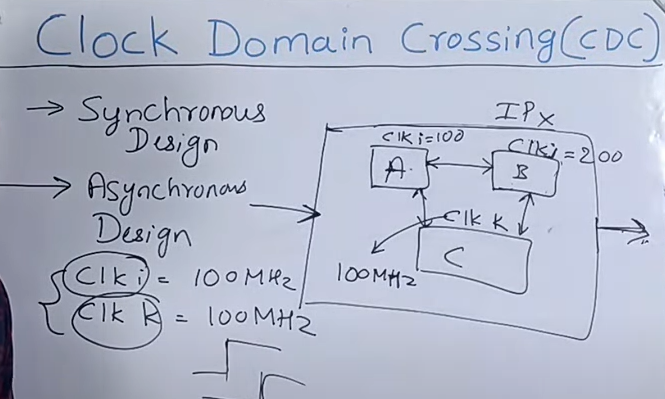 Clock Domain Crossing (CDC)
→ Synchronous
Design
→ Asynchronous
Design
Clk i = 100MHz
Clk k = 100MHz
IPx
Clk i=100
Clk j = 200
A
B
Clk k
C
100MHz